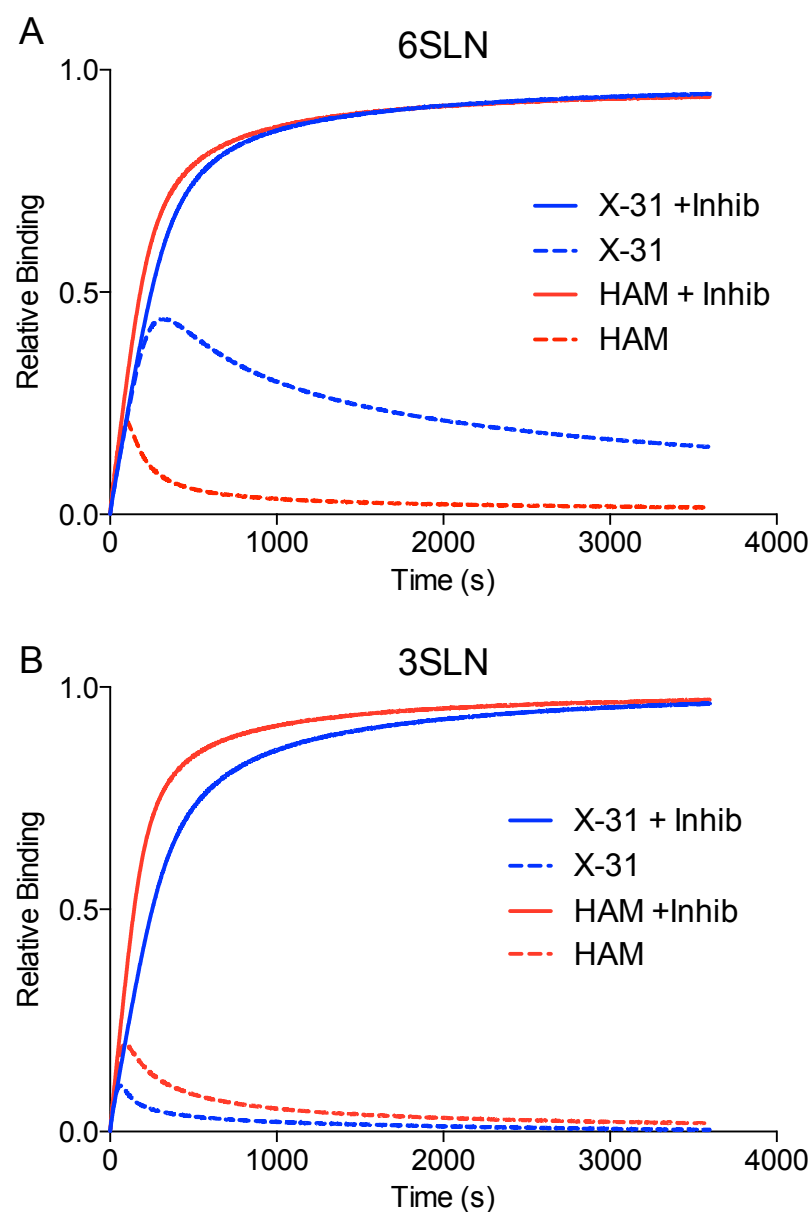 A
6SLN
1.0
X-31 +Inhib
X-31
0.5
HAM + Inhib
HAM
Relative Binding
0.0
0
1000
2000
3000
4000
Time (s)
B
3SLN
1.0
X-31 + Inhib
X-31
0.5
HAM +Inhib
HAM
Relative Binding
0.0
0
1000
2000
3000
4000
Time (s)